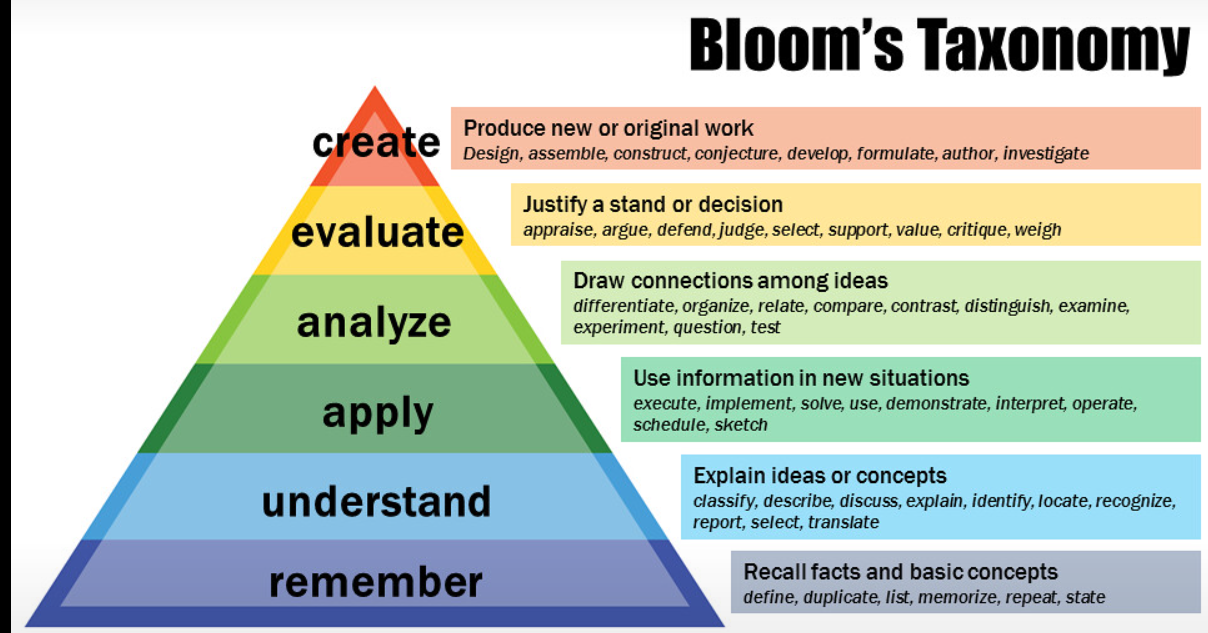 Bloom's Taxonomy
create
Produce new or original work
Design, assemble, construct, conjecture, develop, formulate, author, investigate
evaluate
Justify a stand or decision
appraise, argue, defend, judge, select, support, value, critique, weigh
analyze
Draw connections among ideas
differentiate, organize, relate, compare, contrast, distinguish, examine,
experiment, question, test
apply
Use information in new situations
execute, implement, solve, use, demonstrate, interpret, operate,
schedule, sketch
understand
Explain ideas or concepts
classify, describe, discuss, explain, identify, locate, recognize,
report, select, translate
remember
Recall facts and basic concepts
define, duplicate, list, memorize, repeat, state